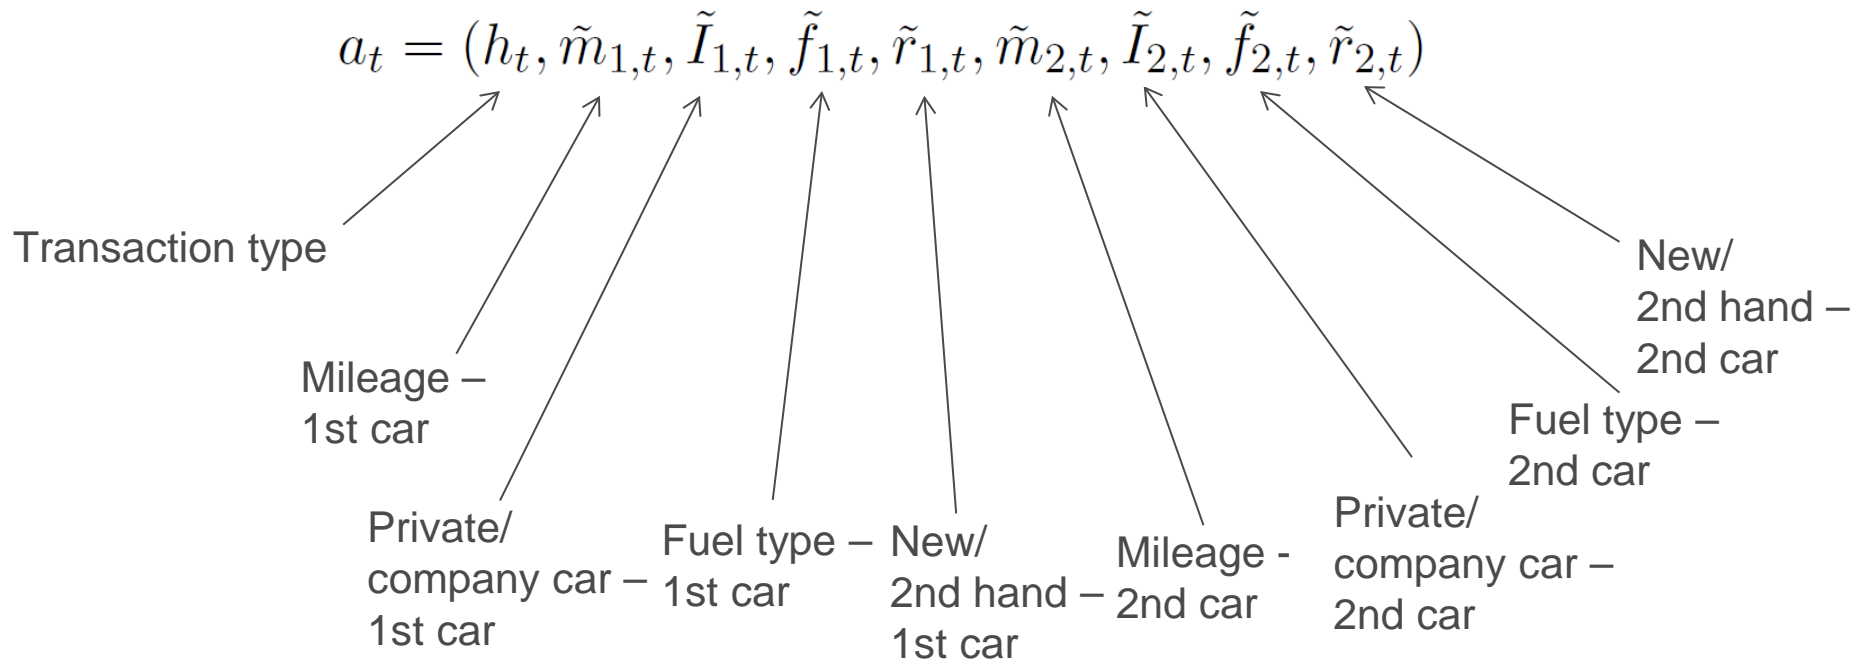 a_t = (h_t, m̃_{1,t}, Ĩ_{1,t}, f̃_{1,t}, r̃_{1,t}, m̃_{2,t}, Ĩ_{2,t}, f̃_{2,t}, r̃_{2,t})
Transaction type
Mileage –
1st car
Private/
company car –
1st car
Fuel type –
1st car
New/
2nd hand –
1st car
Mileage -
2nd car
Private/
company car –
2nd car
Fuel type –
2nd car
New/
2nd hand –
2nd car